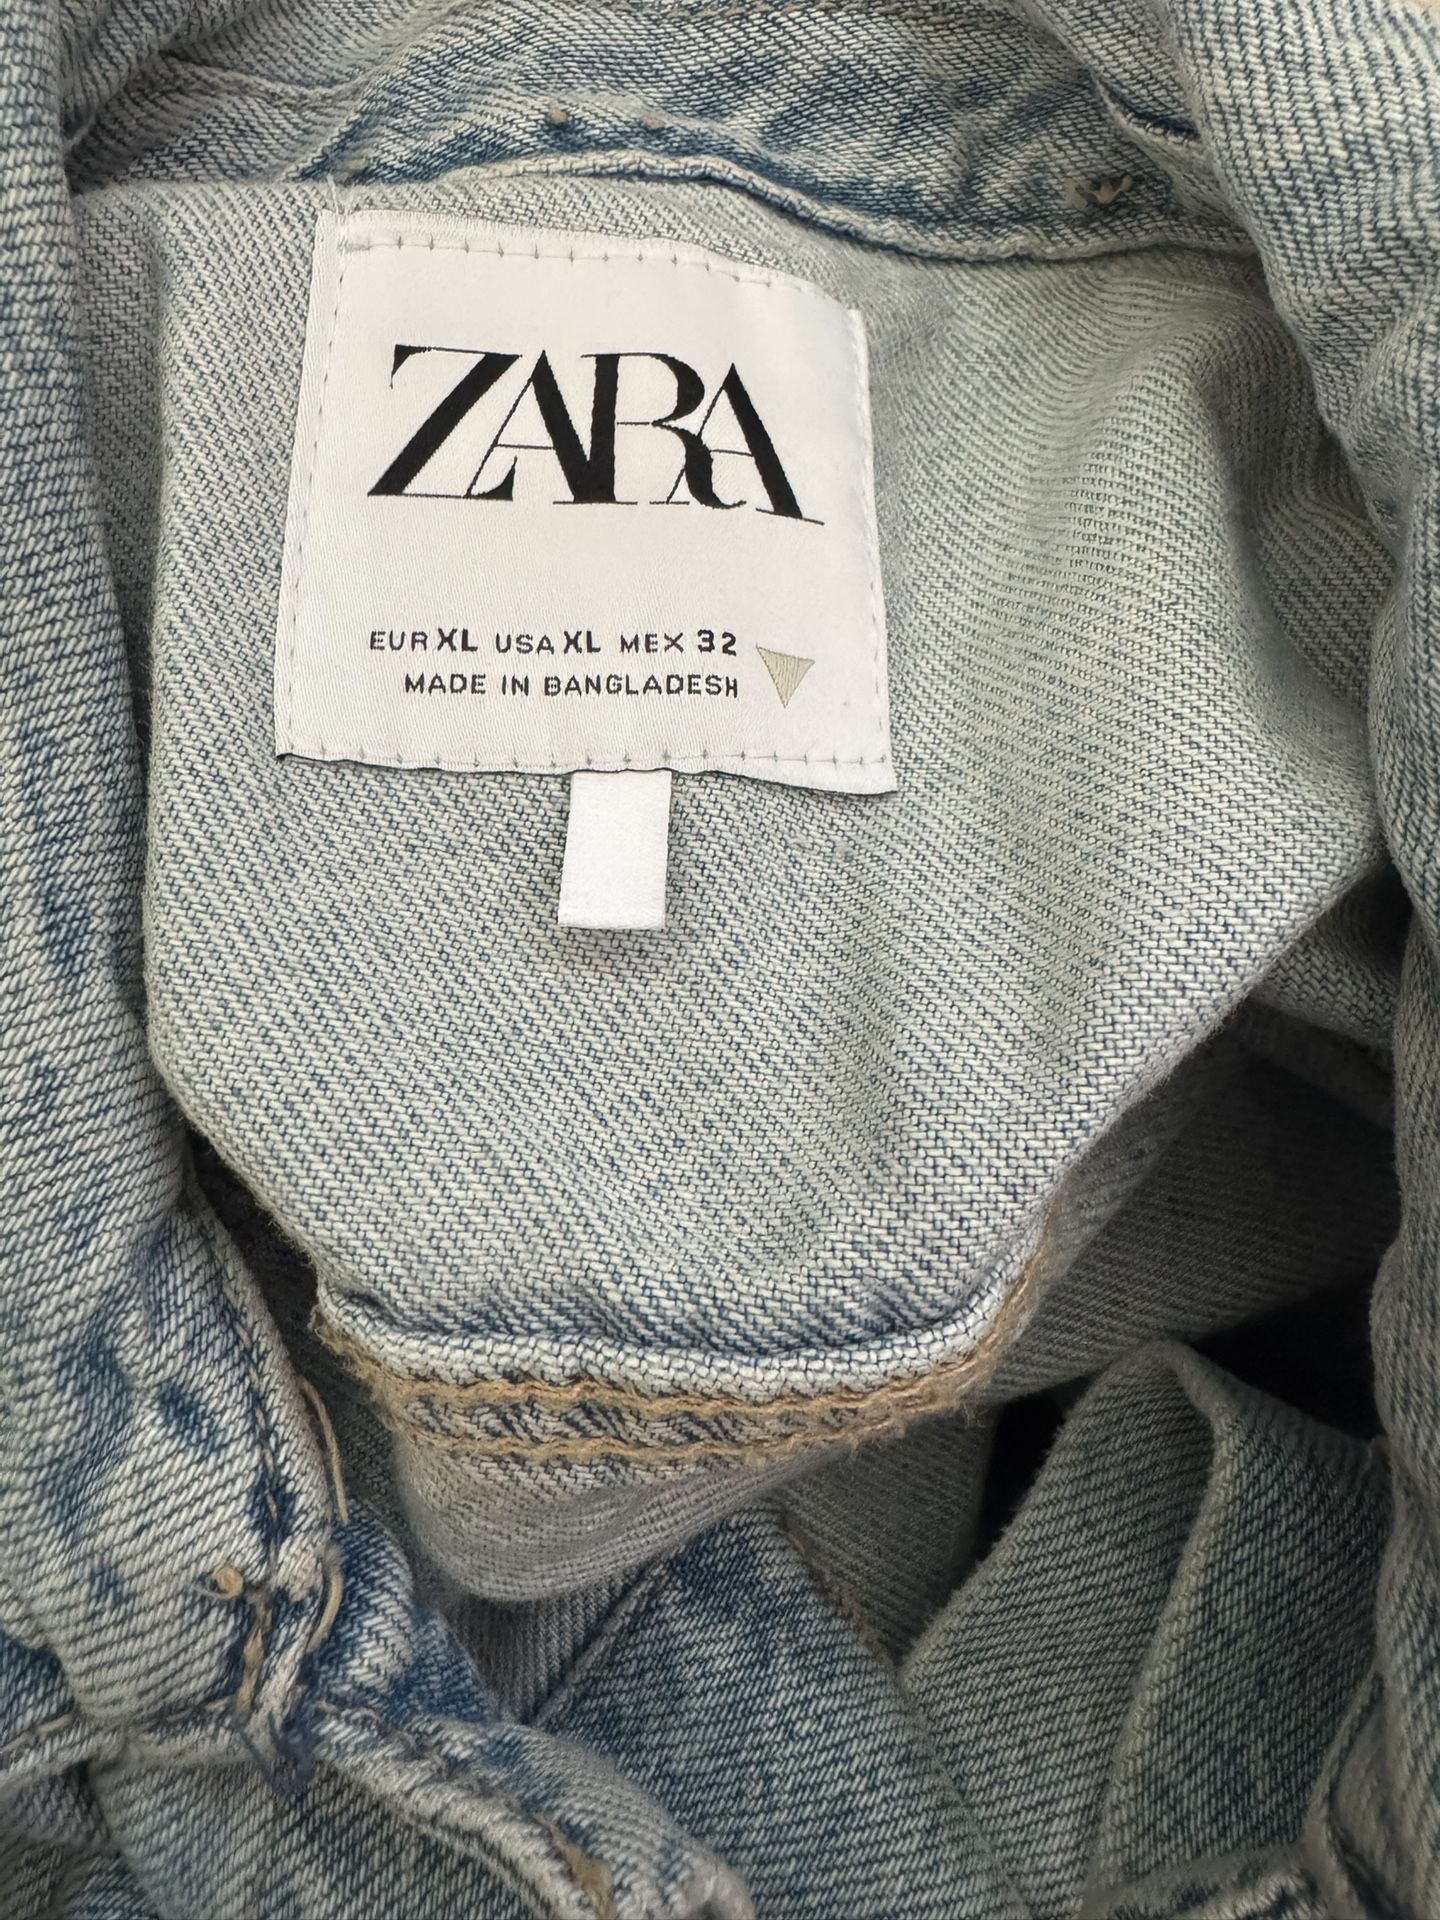 ZARA
EUR XL USA XL MEX 32
MADE IN BANGLADESH